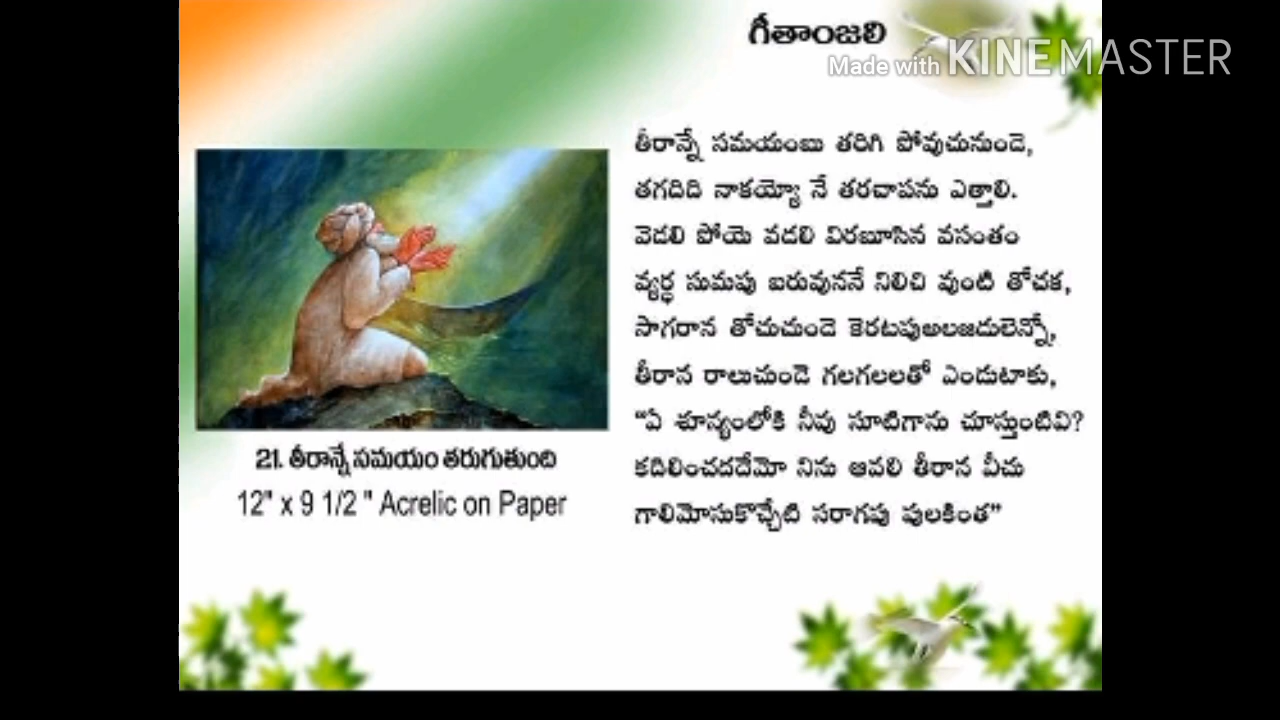 గీతాంజలి
Made with KINEMASTER
తీరాన్నే సమయంబు తరిగి పోవుచునుండె,
తగదిది నాకయ్యో నే తరచాపను ఎత్తాలి.
వెడలి పోయె వదలి విరబూసిన వసంతం
వ్యర్ధ సుమపు బరువుననే నిలిచి వుంటి తోచక,
సాగరాన తోచుచుండె కెరటపుఅలజడులెన్నో,
తీరాన రాలుచుండె గలగలలతో ఎండుటాకు,
“ఏ శూన్యంలోకి నీవు సూటిగాను చూస్తుంటివి?
కదిలించదదేమో నిను ఆవలి తీరాన వీచు
గాలిమోసుకొచ్చేటి సరాగపు పులకింత”
21. తీరాన్నే సమయం తరుగుతుంది
12" x 9 1/2 " Acrelic on Paper